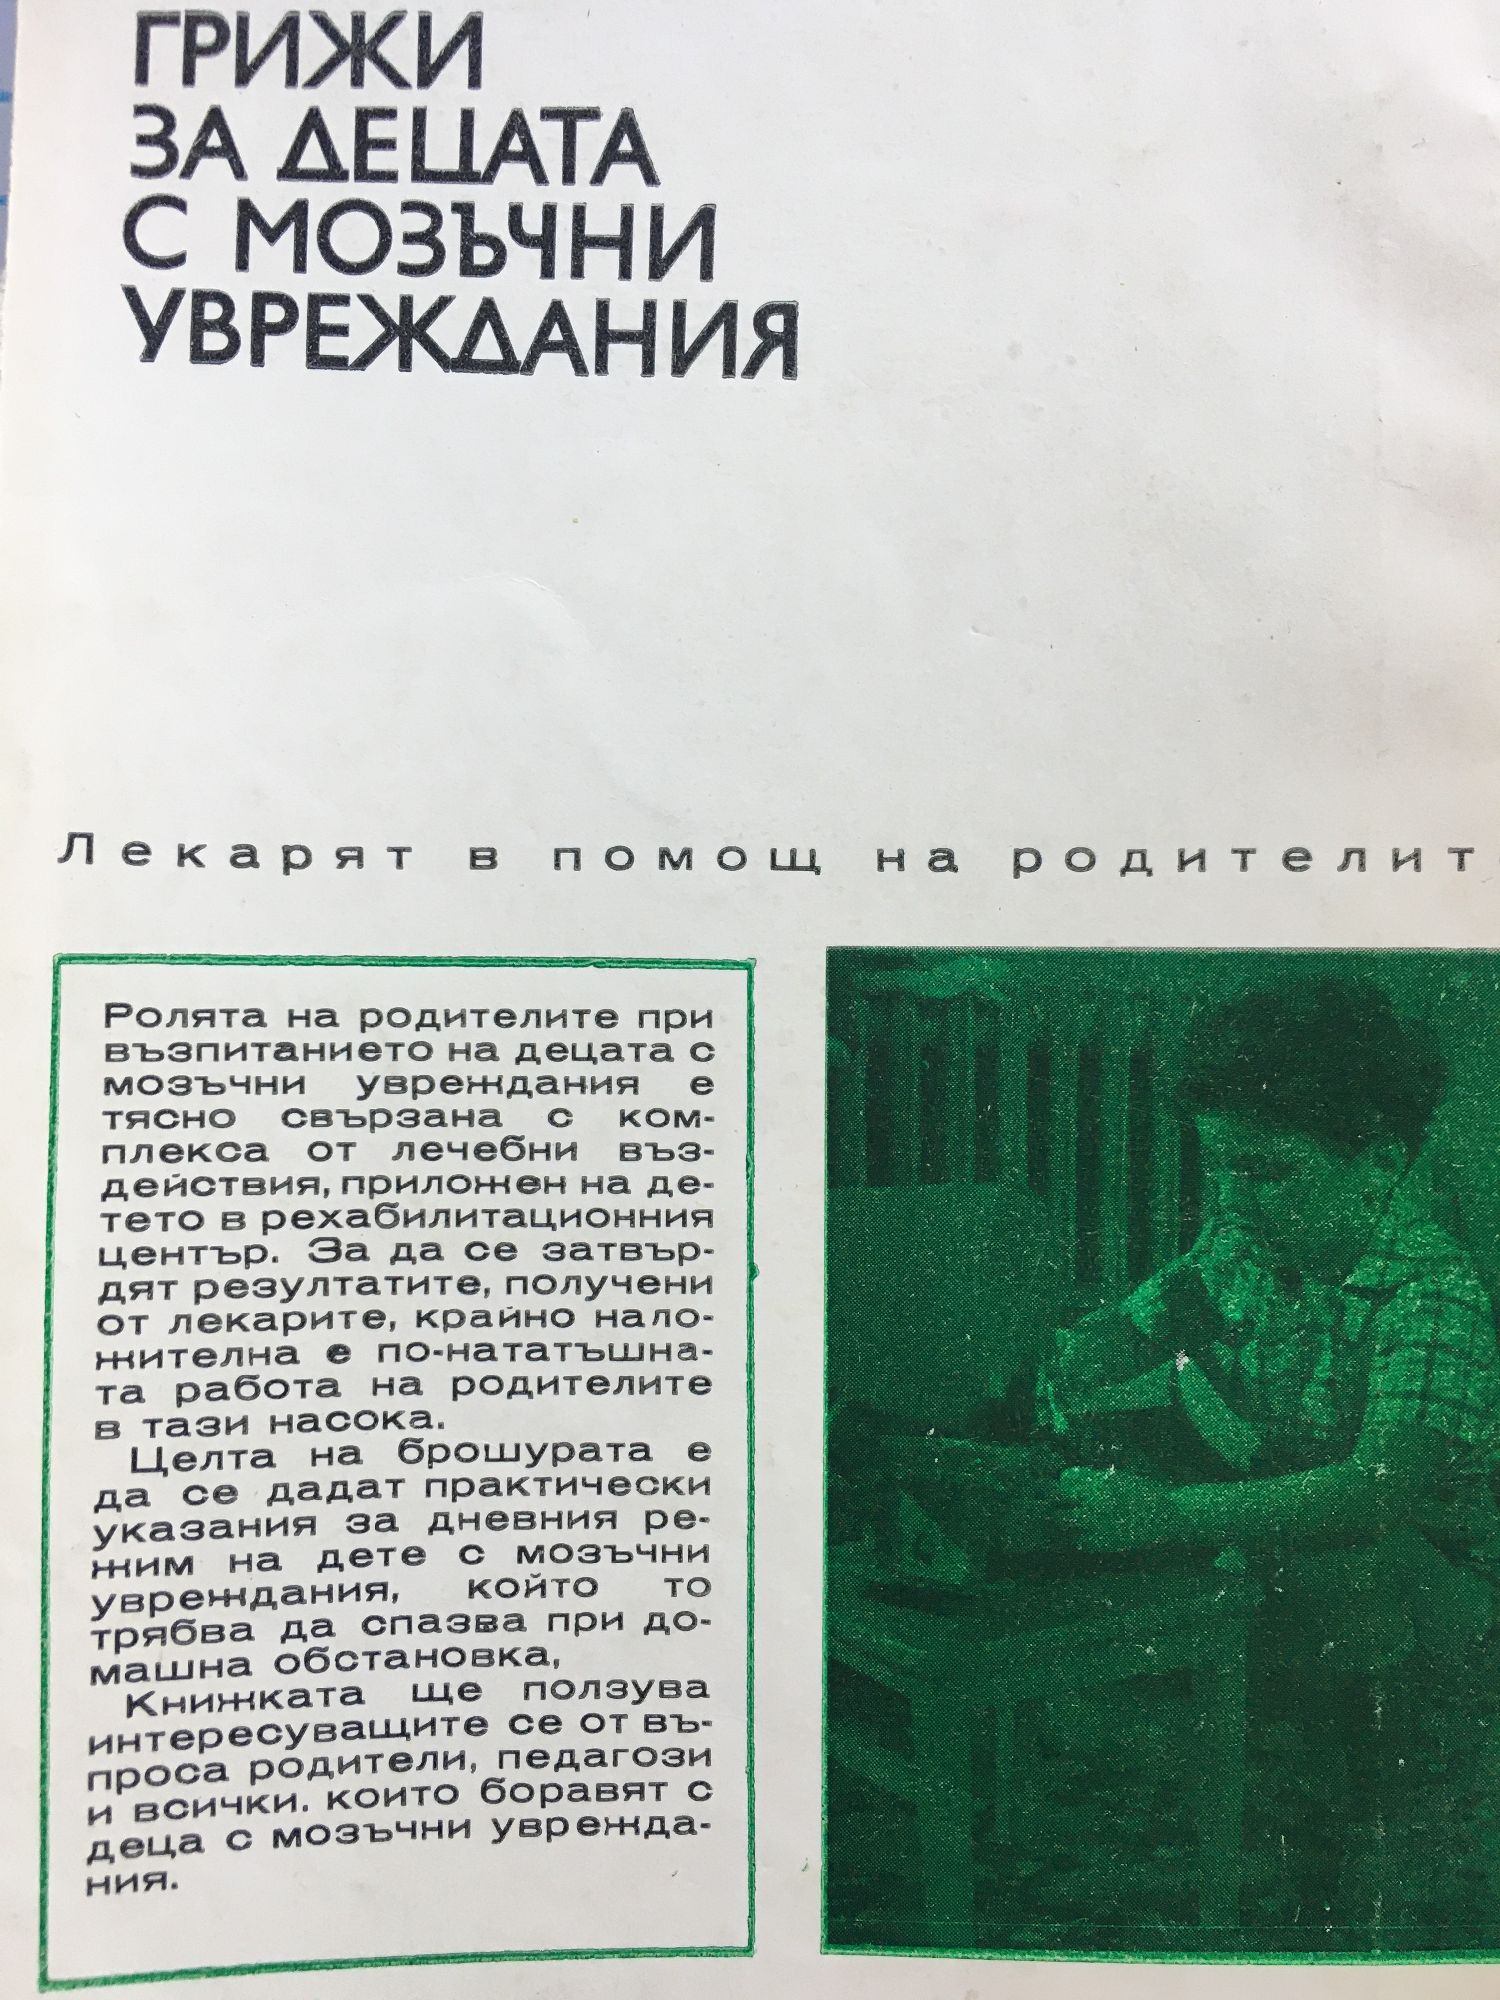 ГРИЖИ
ЗА ДЕЦАТА
С МОЗЪЧНИ
УВРЕЖДАНИЯ
Лекарят в помощ на родителит
Ролята на родителите при
възпитанието на децата с
мозъчни увреждания е
тясно свързана с ком-
плекса от лечебни въз-
действия, приложен на де-
тето в рехабилитационния
център. За да се затвър-
дят резултатите, получени
от лекарите, крайно нало-
жителна е по-нататъшна-
та работа на родителите
в тази насока.
Целта на брошурата е
да се дадат практически
указания за дневния ре-
жим на дете с мозъчни
увреждания, който то
трябва да спазва при до-
машна обстановка,
Книжката ще ползува
интересуващите се от въ-
проса родители, педагози
и всички. които боравят с
деца с мозъчни уврежда-
ния.